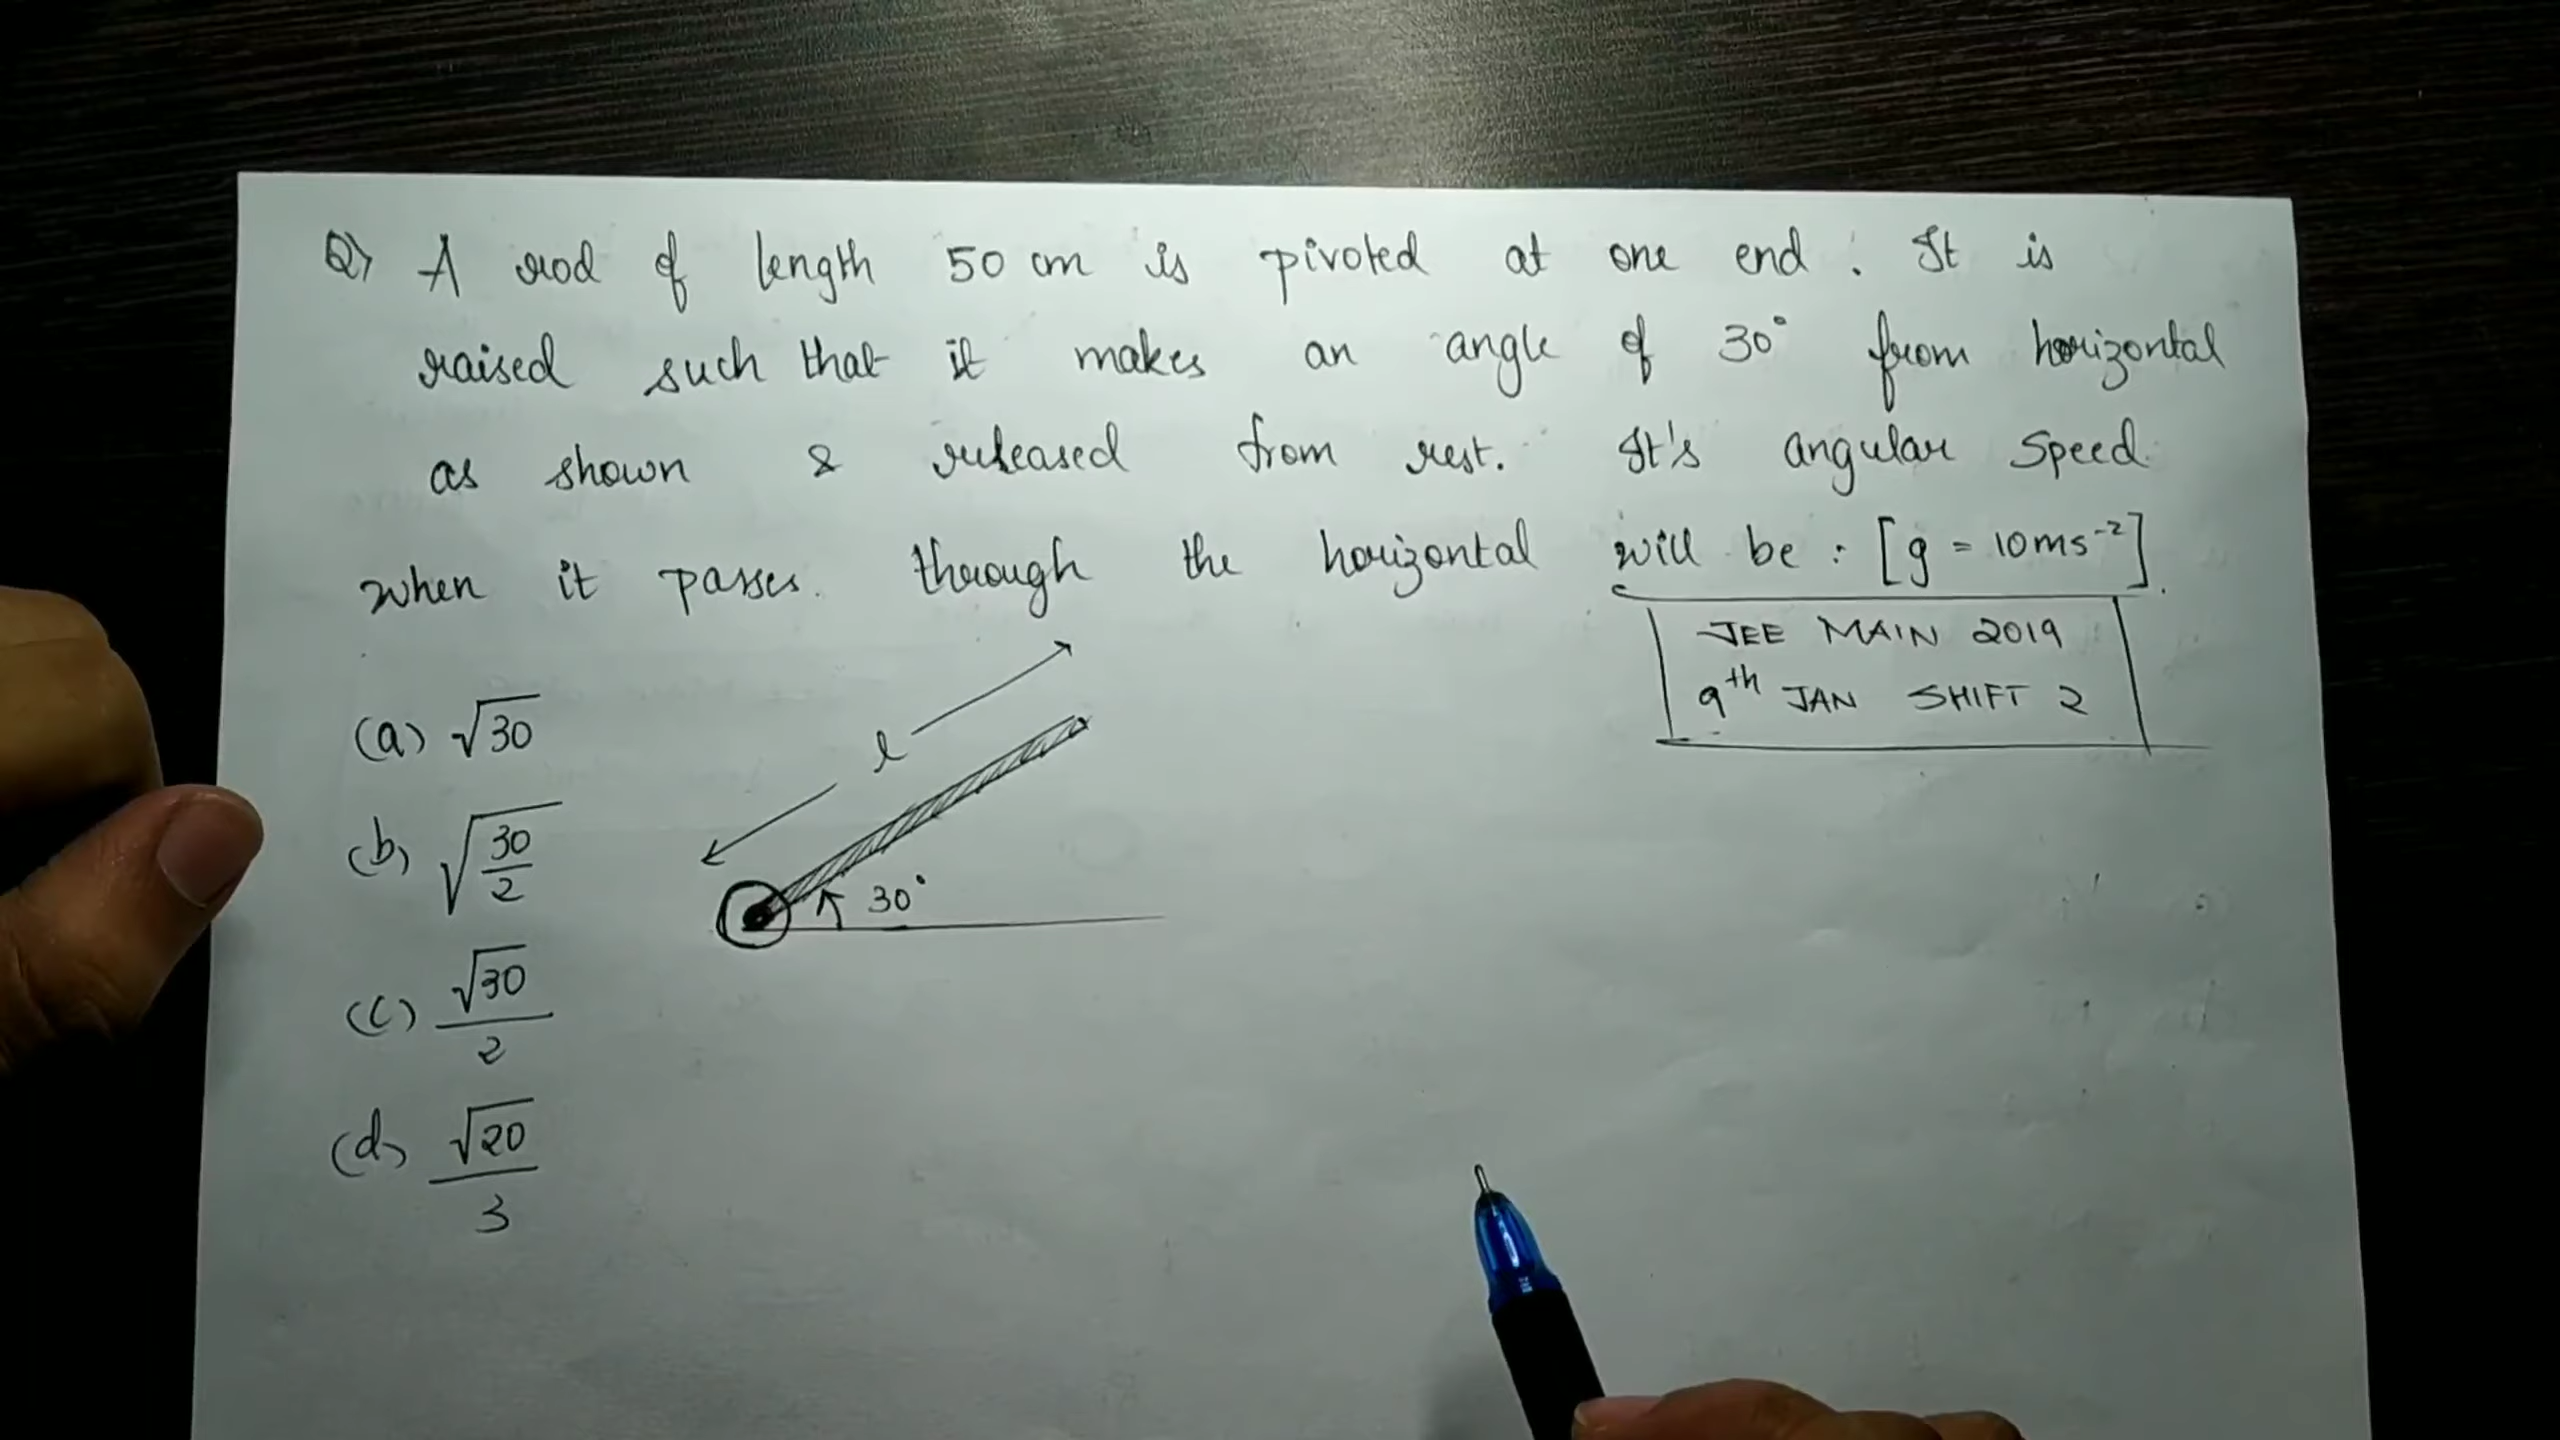 Q) A rod of length 50 cm is pivoted at one end. It is
raised such that it makes an angle of 30° from horizontal
as shown & released from rest. It's angular speed
when it passes through the horizontal will be : [g = 10ms⁻²].
JEE MAIN 2019
9th JAN SHIFT 2
(a) √30
(b) √(30/2)
(c) √30/2
(d) √20/3
l
30°